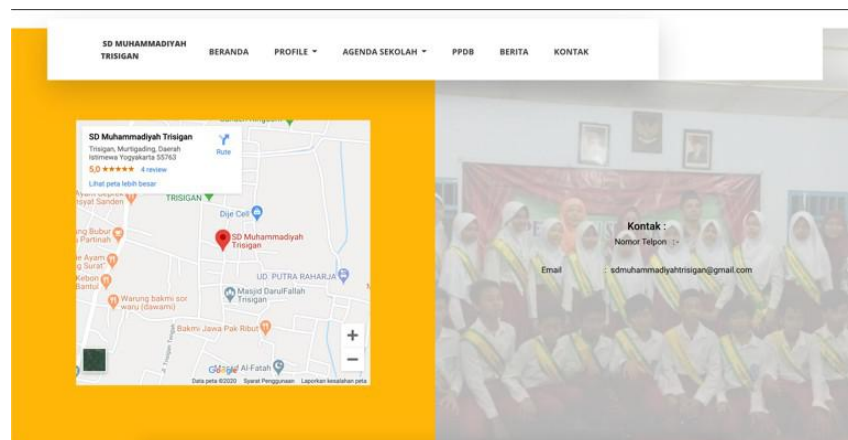 SD MUHAMMADIYAH
TRISIGAN
BERANDA
PROFILE
AGENDA SEKOLAH
PPDB
BERITA
KONTAK
SD Muhammadiyah Trisigan
Trisigan, Murtigading, Daerah
Istimewa Yogyakarta 55763
5,0 ★★★★★ 4 review
Lihat peta lebih besar
Rute
TRISIGAN
Dije Cell
SD Muhammadiyah
Trisigan
UD. PUTRA RAHARJA
Masjid DarulFallah
Trisigan
Warung bakmi sor
waru (dawami)
Bakmi Jawa Pak Ribut
Al-Fatah
Google
+
−
Data peta ©2020 Syarat Penggunaan Laporkan kesalahan peta
Kontak :
Nomor Telpon :-
Email : sdmuhammadiyahtrisigan@gmail.com